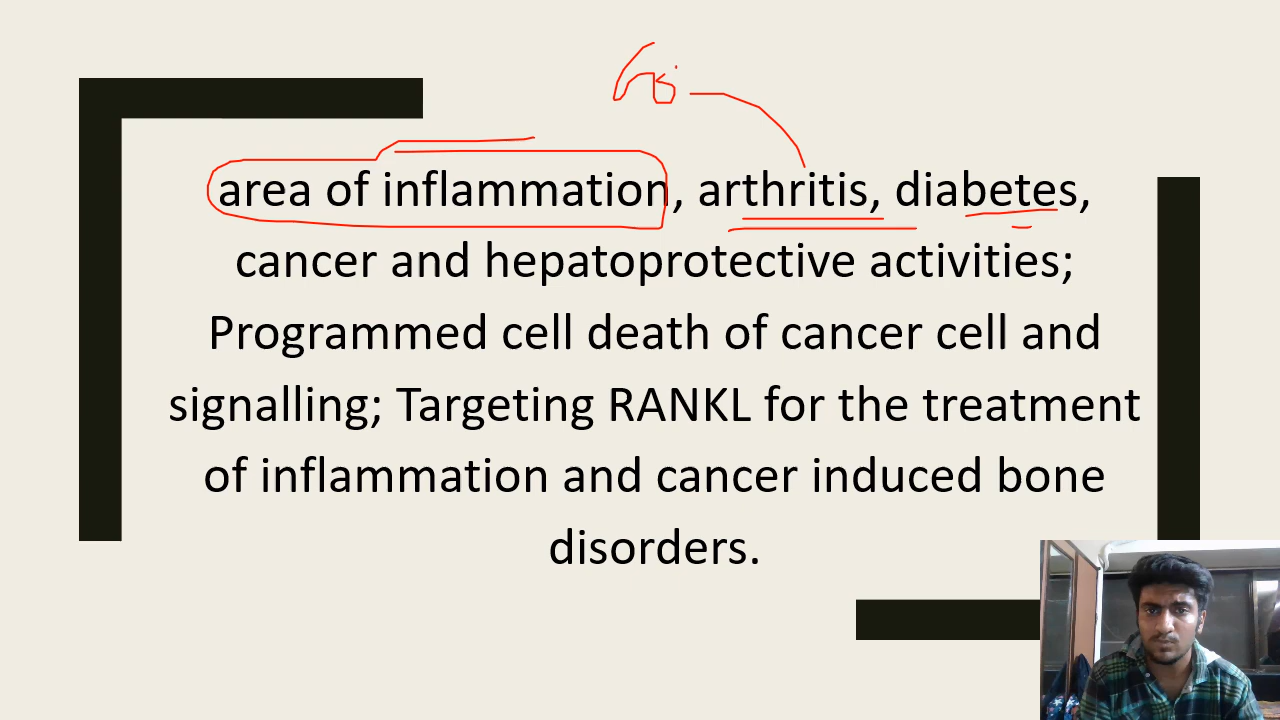 area of inflammation, arthritis, diabetes,
cancer and hepatoprotective activities;
Programmed cell death of cancer cell and
signalling; Targeting RANKL for the treatment
of inflammation and cancer induced bone
disorders.